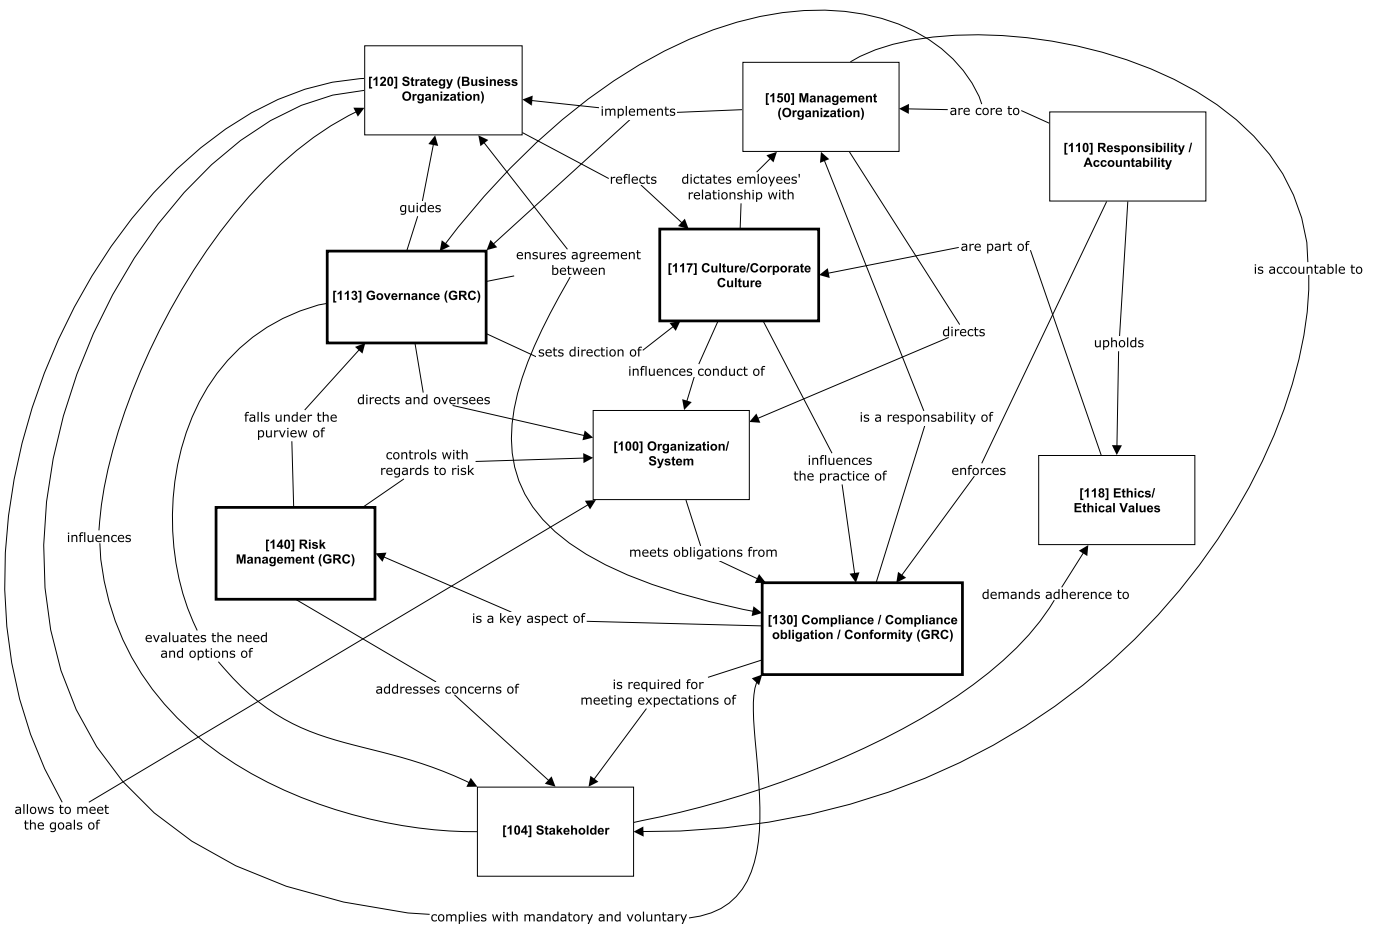 [120] Strategy (Business
Organization)
[150] Management
(Organization)
implements
are core to
[110] Responsibility /
Accountability
reflects
dictates emloyees'
relationship with
guides
are part of
ensures agreement
between
[117] Culture/Corporate
Culture
is accountable to
[113] Governance (GRC)
directs
upholds
sets direction of
influences conduct of
directs and oversees
falls under the
purview of
is a responsability of
[100] Organization/
System
controls with
regards to risk
influences
the practice of
enforces
[118] Ethics/
Ethical Values
influences
[140] Risk
Management (GRC)
meets obligations from
demands adherence to
is a key aspect of
[130] Compliance / Compliance
obligation / Conformity (GRC)
evaluates the need
and options of
addresses concerns of
is required for
meeting expectations of
allows to meet
the goals of
[104] Stakeholder
complies with mandatory and voluntary